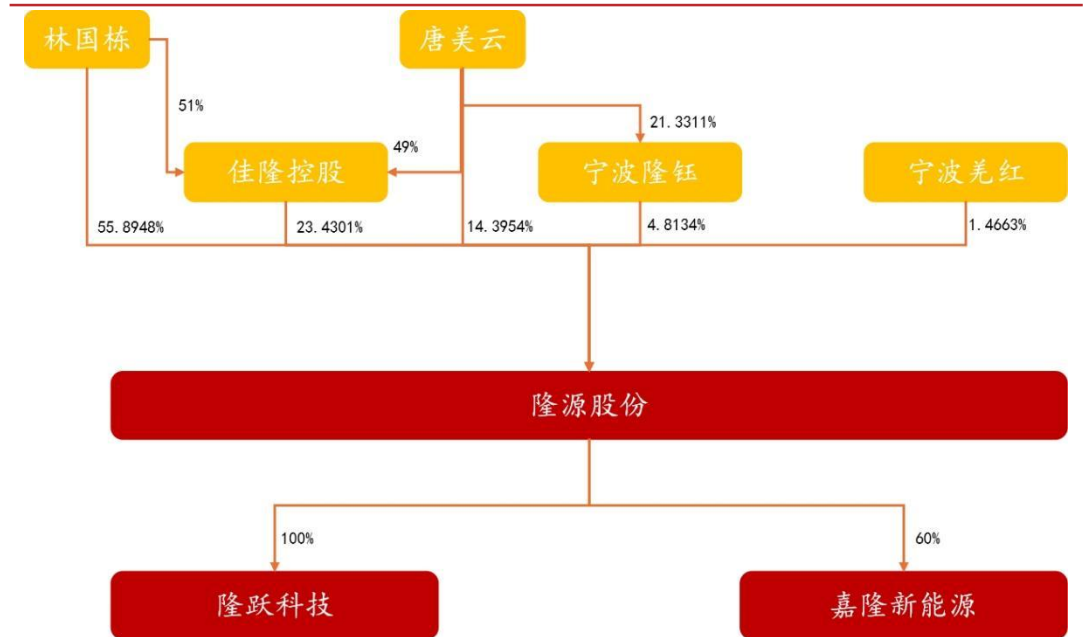 林国栋
唐美云
51%
21.3311%
49%
佳隆控股
宁波隆钰
宁波羌红
55.8948%
23.4301%
14.3954%
4.8134%
1.4663%
隆源股份
100%
60%
隆跃科技
嘉隆新能源